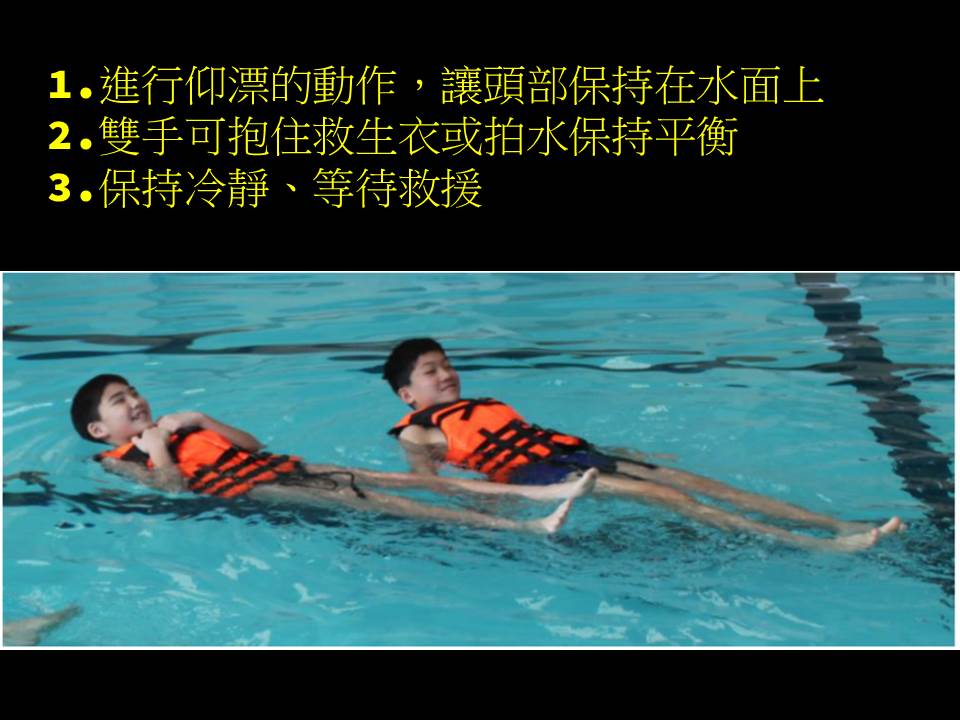 1.進行仰漂的動作，讓頭部保持在水面上
2.雙手可抱住救生衣或拍水保持平衡
3.保持冷靜、等待救援